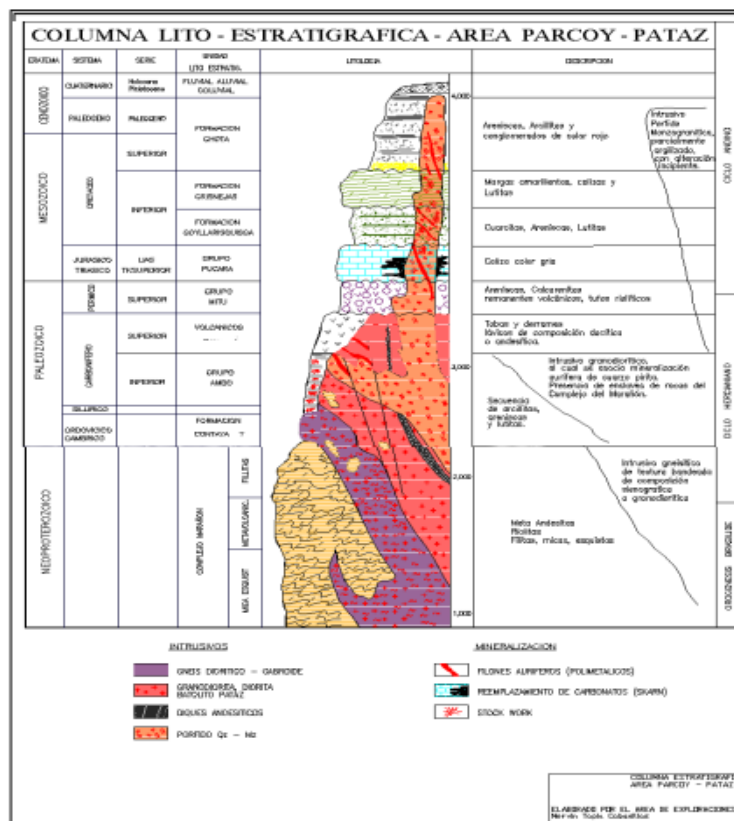 COLUMNA LITO - ESTRATIGRAFICA - AREA PARCOY - PATAZ
ERATEMA SISTEMA SERIE UNIDAD LITO ESTRATIG. LITOLOGIA DESCRIPCION
CENOZOICO
CUATERNARIO Holoceno Pleistoceno FLUVIAL ALUVIAL COLUVIAL
4,000
PALEOGENO PALEOGENO
FORMACION
CHOTA
Areniscas, Arcillitas y
conglomerados de color rojo
Intrusivo
Porfido
Monzogranitico,
parcialmente
argilizado,
con alteración
incipiente.
CICLO ANDINO
MESOZOICO
CRETACEO
SUPERIOR
INFERIOR
FORMACION
CRISNEJAS
Margas amarillentas, calizas y
Lutitas
FORMACION
GOYLLARISQUISGA
Cuarcitas, Areniscas, Lutitas
JURASICO
TRIASICO
LIAS
GRUPO
PUCARA
Caliza color gris
PALEOZOICO
PERMICO
SUPERIOR
GRUPO
MITU
Areniscas, Calcarenitas
remanentes volcánicos, tufos riolíticos
CARBONIFERO
SUPERIOR
VOLCANICOS
Tobas y derrames
lávicos de composición dacítica
o andesítica.
3,000
INFERIOR
GRUPO
AMBO
Intrusivo granodiorítico,
al cual se asocia mineralización
aurífera de cuarzo pirita.
Presencia de enclaves de rocas del
Complejo del Marañón.
Secuencia
de arcillitas,
areniscas
y lutitas.
CICLO HERCINIANO
SILURICO
ORDOVICICO
CAMBRICO
FORMACION
CONTAYA ?
2,000
NEOPROTEROZOICO
COMPLEJO MARAÑON
FILITAS
METAVOLCANIC.
MICA ESQUIST
Intrusivo gneísitico
de textura bandeada
de composición
o granodiorítica
Meta Andesitas
Riolitas
Filitas, micas, esquistos
1,000
INTRUSIVOS
GNEIS DIORITICO - GABROIDE
GRANODIORITA, DIORITA
BATOLITO PATAZ
DIQUES ANDESITICOS
PORFIDO Qz - Mz
MINERALIZACION
FILONES AURIFEROS (POLIMETALICOS)
REEMPLAZAMIENTO DE CARBONATOS (SKARN)
STOCK WORK
COLUMNA ESTRATIGRAFI
AREA PARCOY - PATAZ
ELABORADO POR EL AREA DE EXPLORACIONES